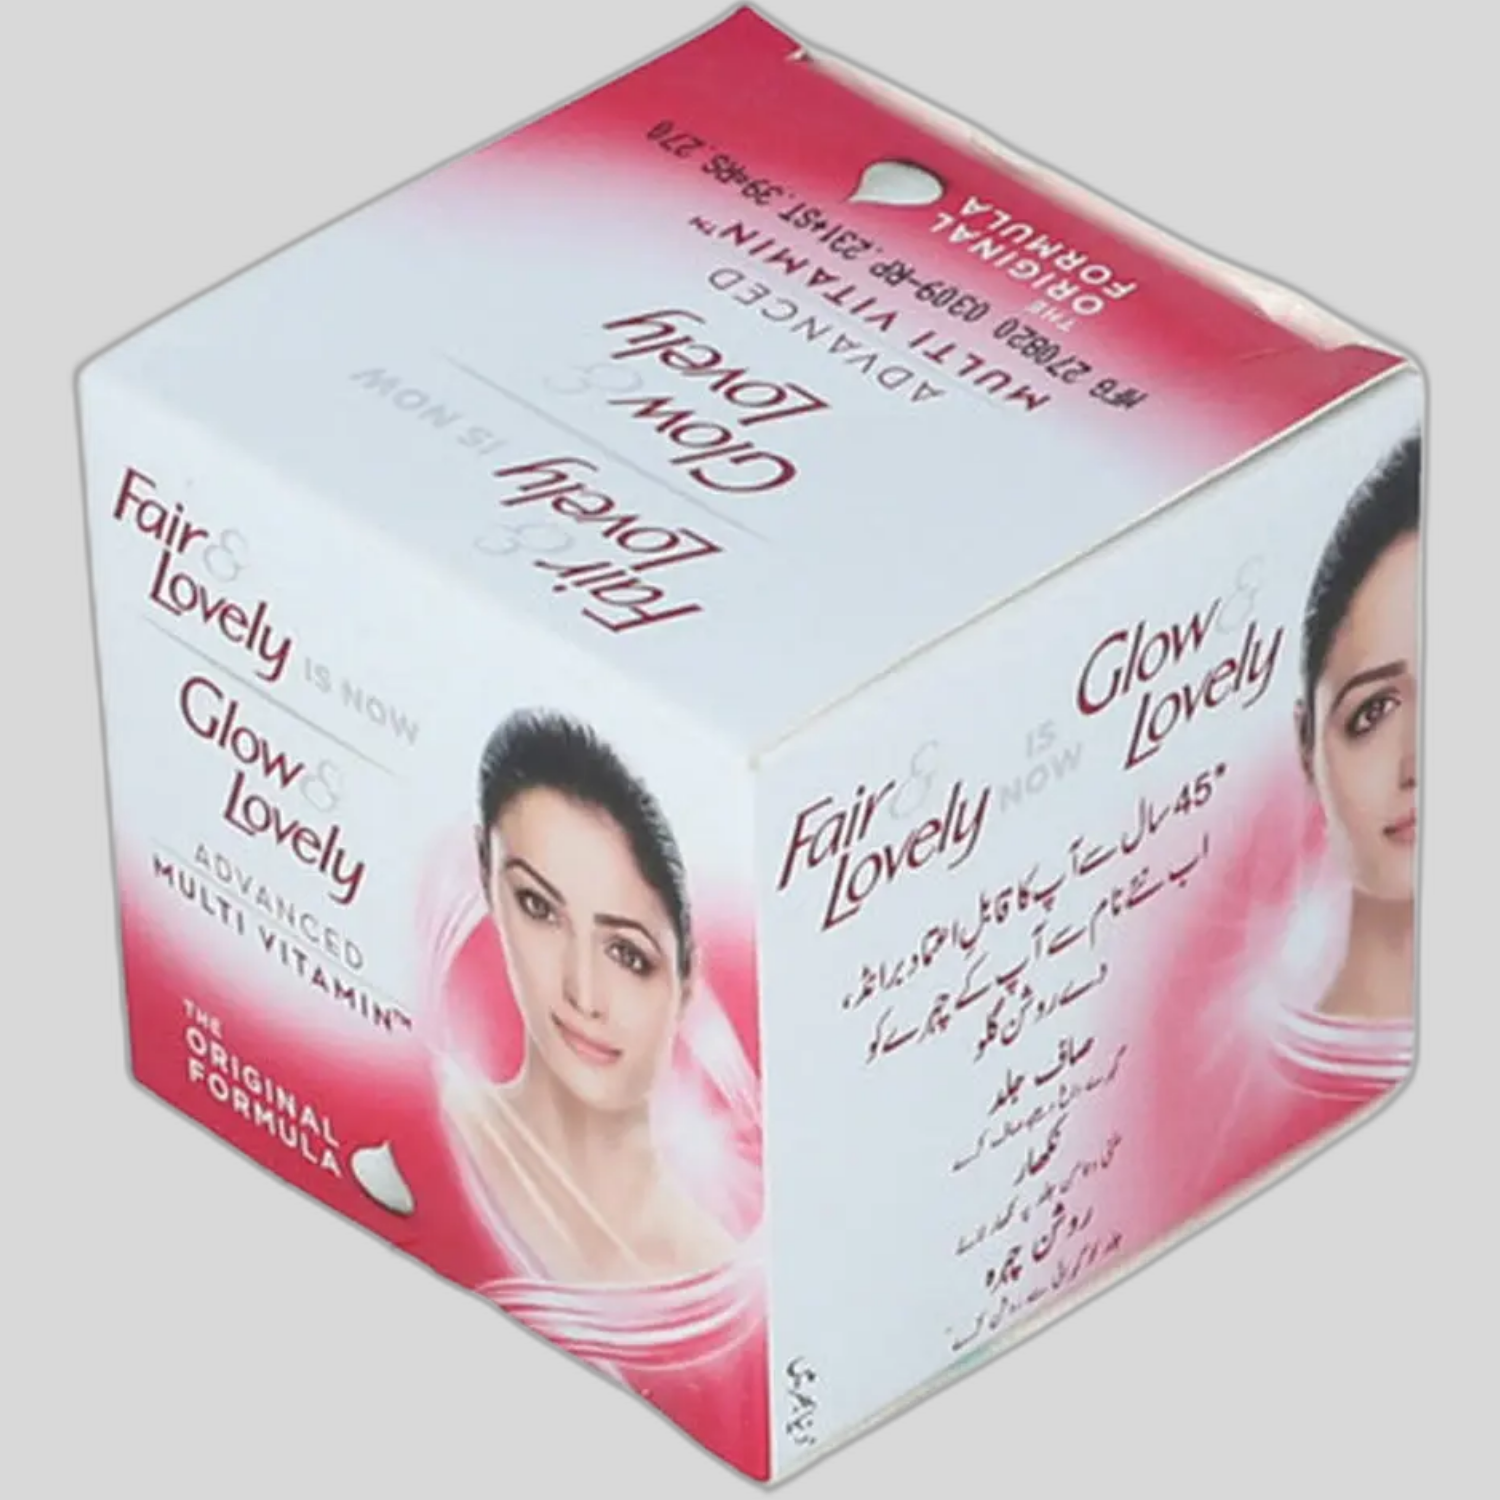 MFG 270820 0309-RP.231+ST.39=RS.270
Fair &
Lovely
IS NOW
Glow &
Lovely
ADVANCED
MULTI VITAMIN™
THE
ORIGINAL
FORMULA
Fair &
Lovely IS NOW
Glow &
Lovely
ADVANCED
MULTI VITAMIN™
THE
ORIGINAL
FORMULA
Fair &
Lovely
IS
NOW
Glow &
Lovely
45* سال سے آپ کا قابلِ اعتماد برانڈ،
اب نئے نام سے آپ کے چہرے کو
دے روشن گلو
صاف جلد
نکھار
روشن چہرہ